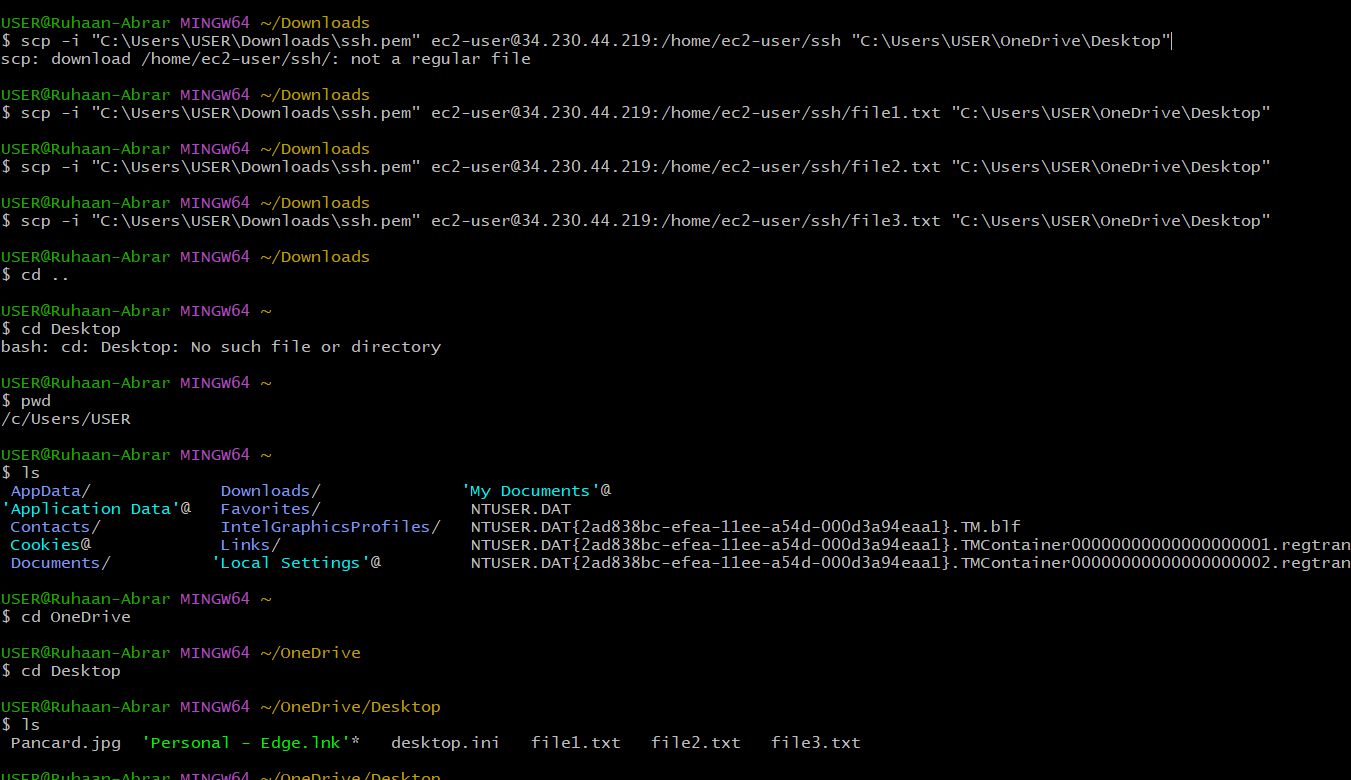 USER@Ruhaan-Abrar MINGW64 ~/Downloads
$ scp -i "C:\Users\USER\Downloads\ssh.pem" ec2-user@34.230.44.219:/home/ec2-user/ssh "C:\Users\USER\OneDrive\Desktop"
scp: download /home/ec2-user/ssh/: not a regular file
USER@Ruhaan-Abrar MINGW64 ~/Downloads
$ scp -i "C:\Users\USER\Downloads\ssh.pem" ec2-user@34.230.44.219:/home/ec2-user/ssh/file1.txt "C:\Users\USER\OneDrive\Desktop"
USER@Ruhaan-Abrar MINGW64 ~/Downloads
$ scp -i "C:\Users\USER\Downloads\ssh.pem" ec2-user@34.230.44.219:/home/ec2-user/ssh/file2.txt "C:\Users\USER\OneDrive\Desktop"
USER@Ruhaan-Abrar MINGW64 ~/Downloads
$ scp -i "C:\Users\USER\Downloads\ssh.pem" ec2-user@34.230.44.219:/home/ec2-user/ssh/file3.txt "C:\Users\USER\OneDrive\Desktop"
USER@Ruhaan-Abrar MINGW64 ~/Downloads
$ cd ..
USER@Ruhaan-Abrar MINGW64 ~
$ cd Desktop
bash: cd: Desktop: No such file or directory
USER@Ruhaan-Abrar MINGW64 ~
$ pwd
/c/Users/USER
USER@Ruhaan-Abrar MINGW64 ~
$ ls
AppData/ Downloads/ 'My Documents'@
'Application Data'@ Favorites/ NTUSER.DAT
Contacts/ IntelGraphicsProfiles/ NTUSER.DAT{2ad838bc-efea-11ee-a54d-000d3a94eaa1}.TM.blf
Cookies@ Links/ NTUSER.DAT{2ad838bc-efea-11ee-a54d-000d3a94eaa1}.TMContainer00000000000000000001.regtran
Documents/ 'Local Settings'@ NTUSER.DAT{2ad838bc-efea-11ee-a54d-000d3a94eaa1}.TMContainer00000000000000000002.regtran
USER@Ruhaan-Abrar MINGW64 ~
$ cd OneDrive
USER@Ruhaan-Abrar MINGW64 ~/OneDrive
$ cd Desktop
USER@Ruhaan-Abrar MINGW64 ~/OneDrive/Desktop
$ ls
Pancard.jpg 'Personal - Edge.lnk'* desktop.ini file1.txt file2.txt file3.txt
USER@Ruhaan-Abrar MINGW64 ~/OneDrive/Desktop